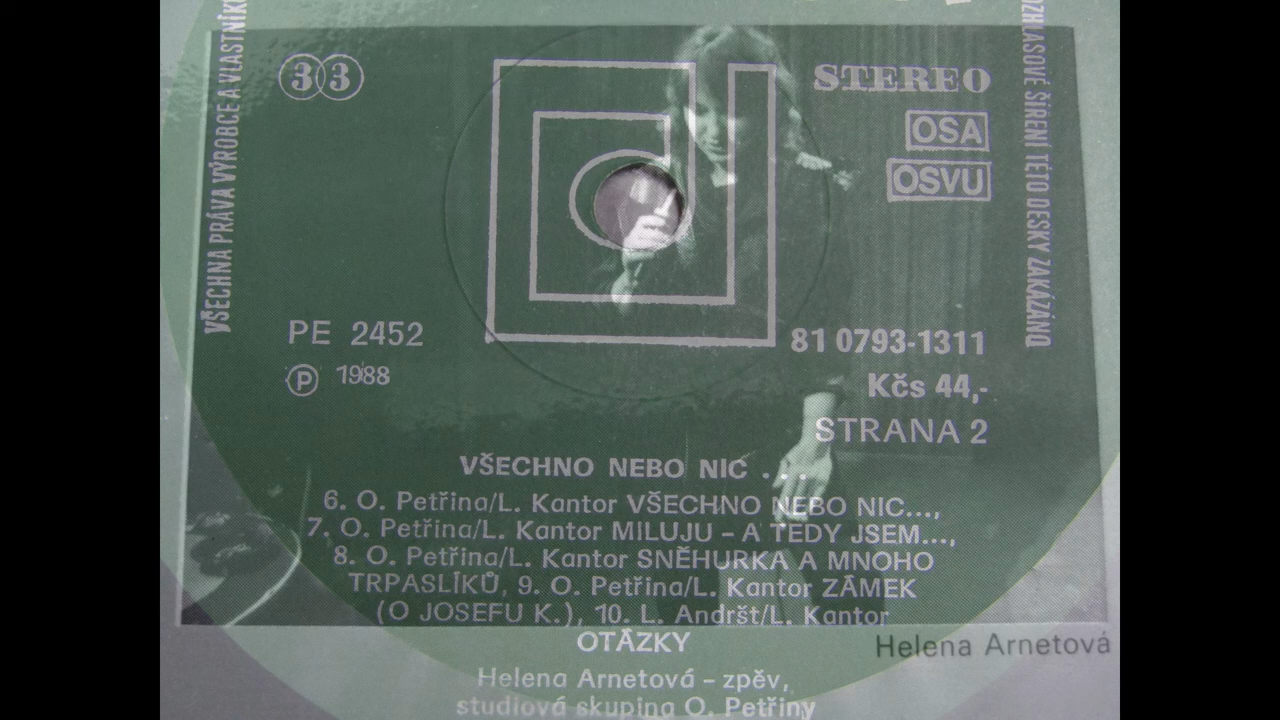 VŠECHNA PRÁVA VÝROBCE A VLASTNÍK
33
STEREO
OSA
OSVU
OZHLASOVÉ ŠÍŘENÍ TÉTO DESKY ZAKÁZÁNO
PE 2452
81 0793-1311
Ⓟ 1988
Kčs 44,-
STRANA 2
VŠECHNO NEBO NIC . . .
6. O. Petřina/L. Kantor VŠECHNO NEBO NIC...,
7. O. Petřina/L. Kantor MILUJU – A TEDY JSEM...,
8. O. Petřina/L. Kantor SNĚHURKA A MNOHO
TRPASLÍKŮ, 9. O. Petřina/L. Kantor ZÁMEK
(O JOSEFU K.), 10. L. Andršt/L. Kantor
OTÁZKY
Helena Arnetová
Helena Arnetová – zpěv,
studiová skupina O. Petřiny